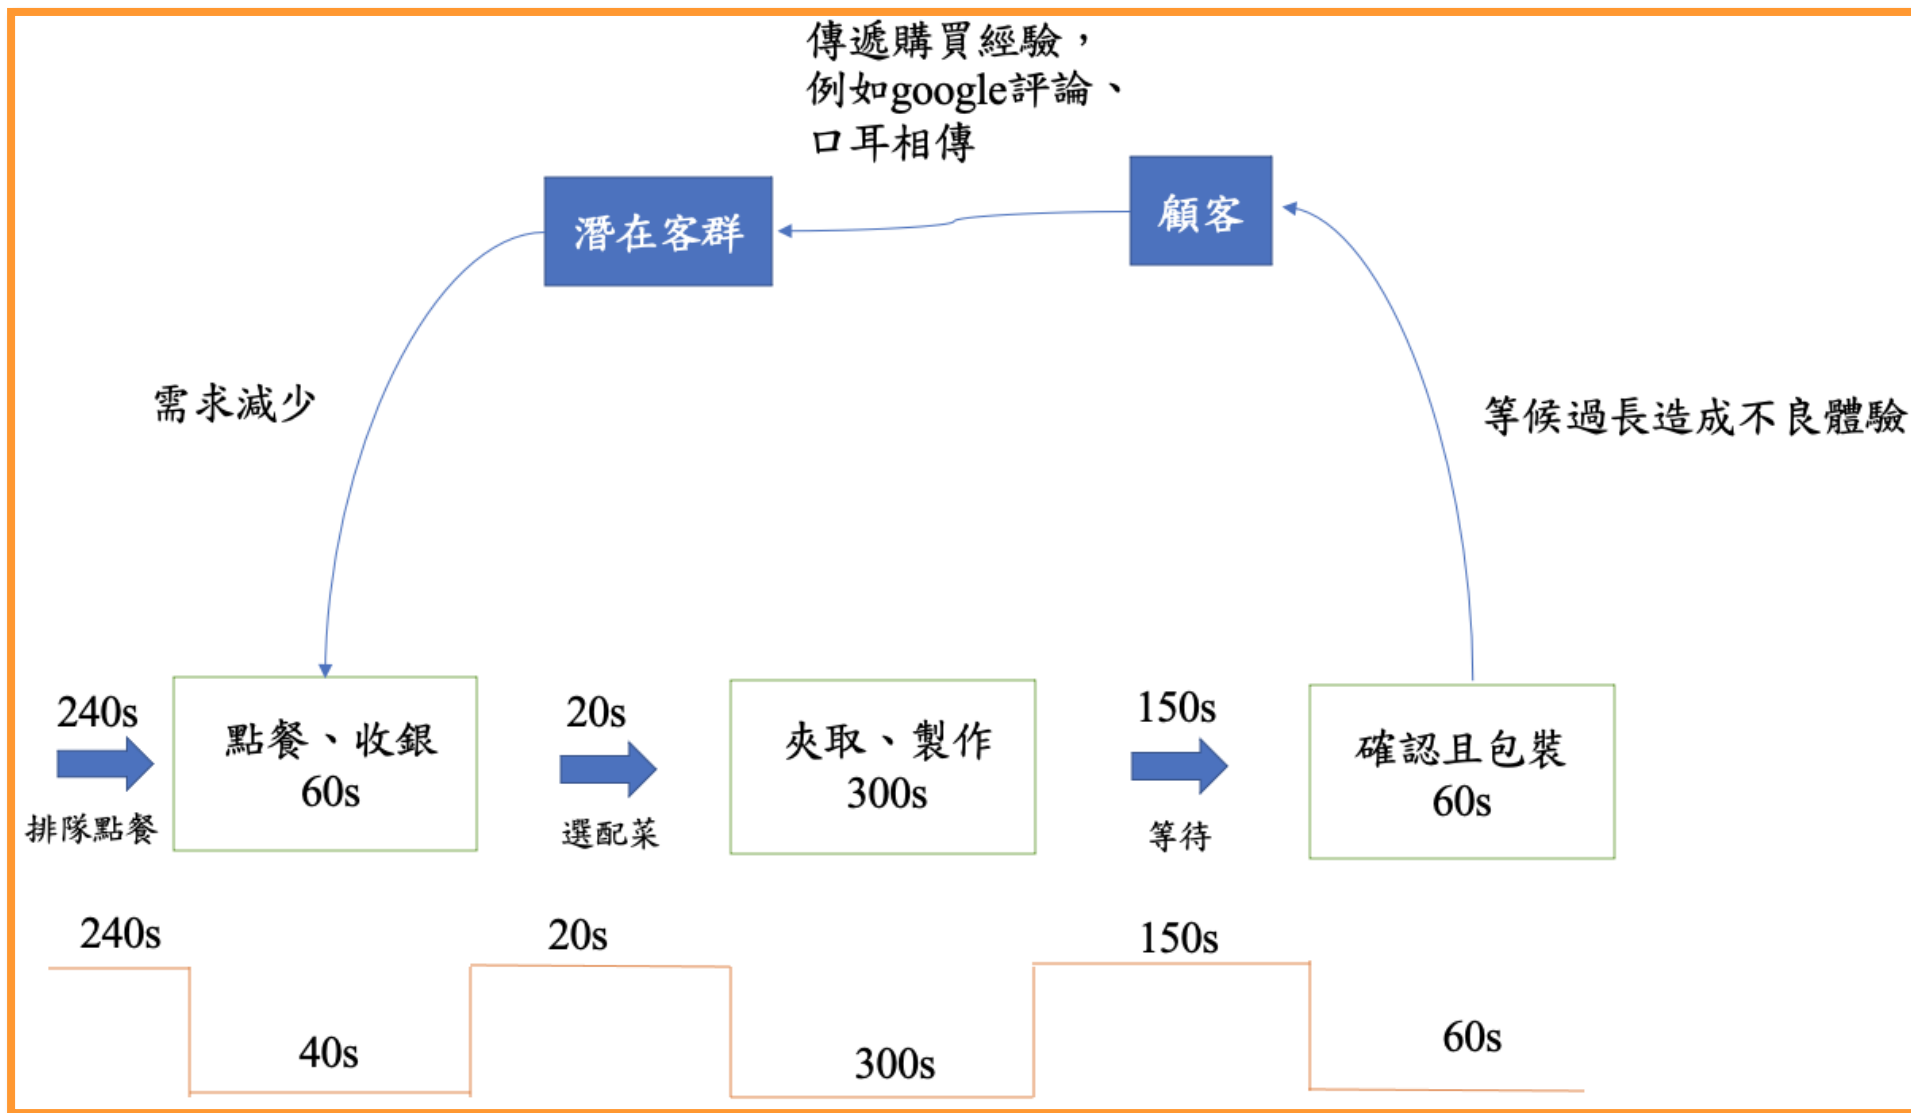 傳遞購買經驗，
例如google評論、
口耳相傳
潛在客群
顧客
需求減少
等候過長造成不良體驗
240s
排隊點餐
點餐、收銀
60s
20s
選配菜
夾取、製作
300s
150s
等待
確認且包裝
60s
240s
40s
20s
300s
150s
60s